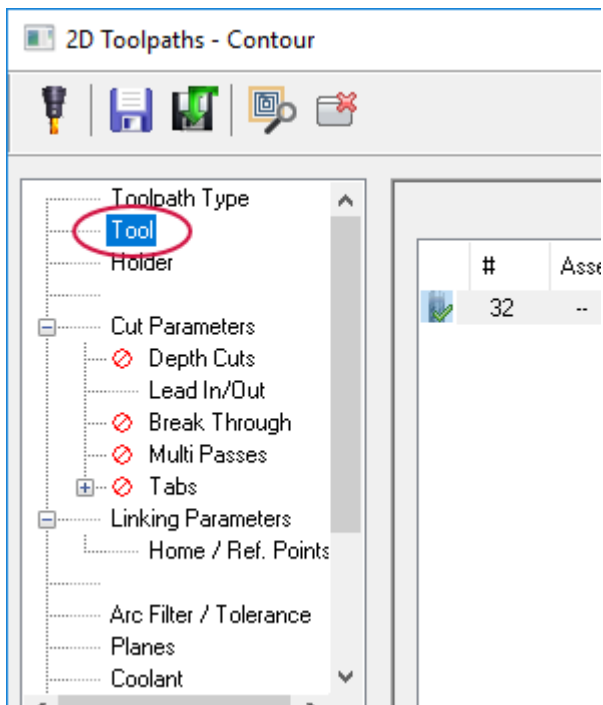 2D Toolpaths - Contour
Toolpath Type
Tool
Holder
Cut Parameters
Depth Cuts
Lead In/Out
Break Through
Multi Passes
Tabs
Linking Parameters
Home / Ref. Points
Arc Filter / Tolerance
Planes
Coolant
# Asse
32 --